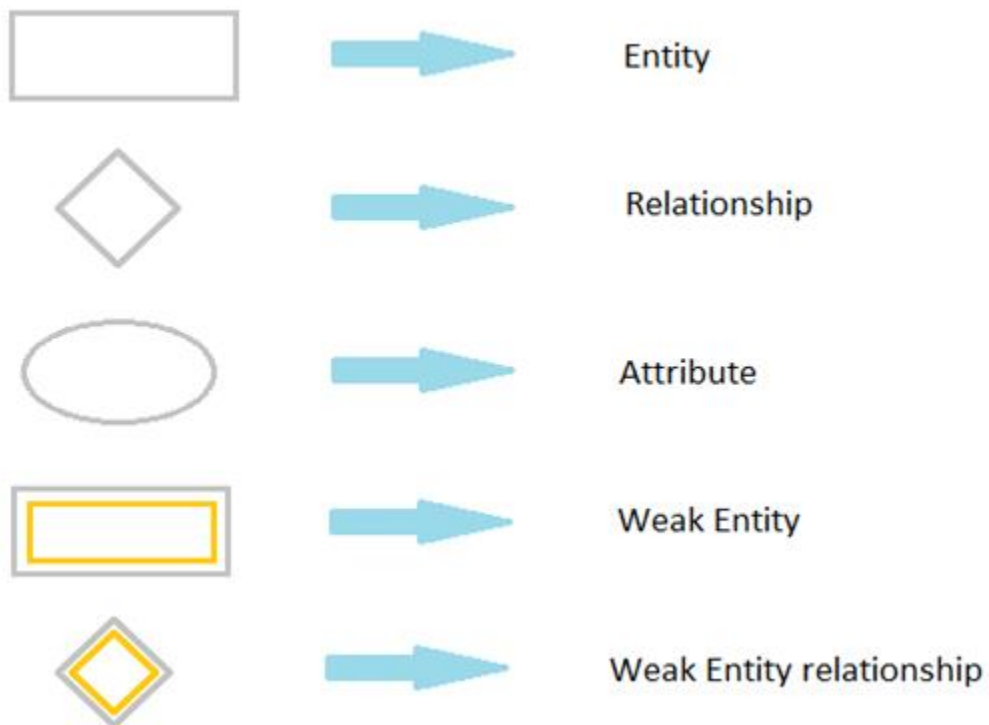 Entity
Relationship
Attribute
Weak Entity
Weak Entity relationship